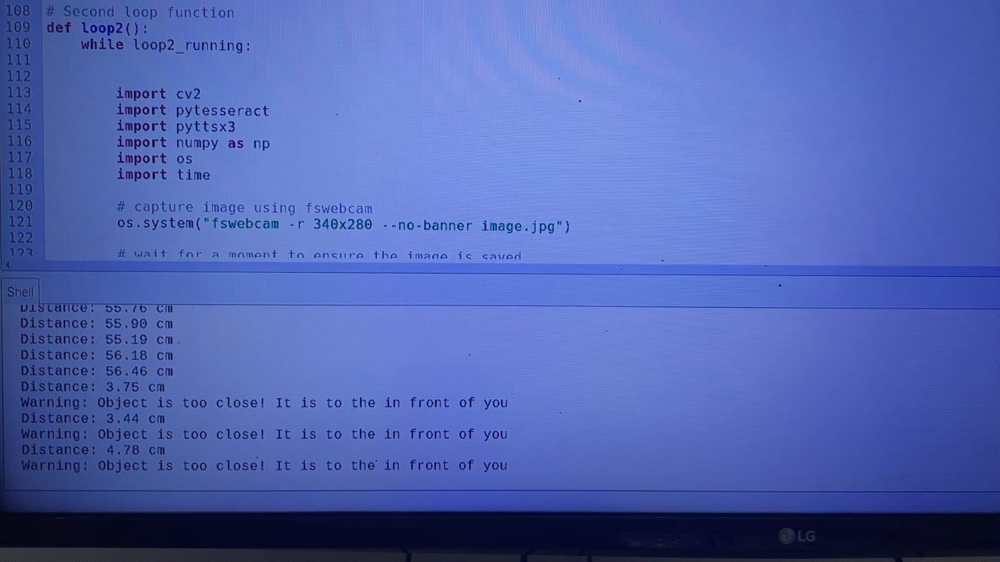 108 # Second loop function
109 def loop2():
110     while loop2_running:
111
112
113         import cv2
114         import pytesseract
115         import pyttsx3
116         import numpy as np
117         import os
118         import time
119
120         # capture image using fswebcam
121         os.system("fswebcam -r 340x280 --no-banner image.jpg")
122
123         # wait for a moment to ensure the image is saved
Shell
Distance: 55.76 cm
Distance: 55.90 cm
Distance: 55.19 cm
Distance: 56.18 cm
Distance: 56.46 cm
Distance: 3.75 cm
Warning: Object is too close! It is to the in front of you
Distance: 3.44 cm
Warning: Object is too close! It is to the in front of you
Distance: 4.78 cm
Warning: Object is too close! It is to the in front of you
LG